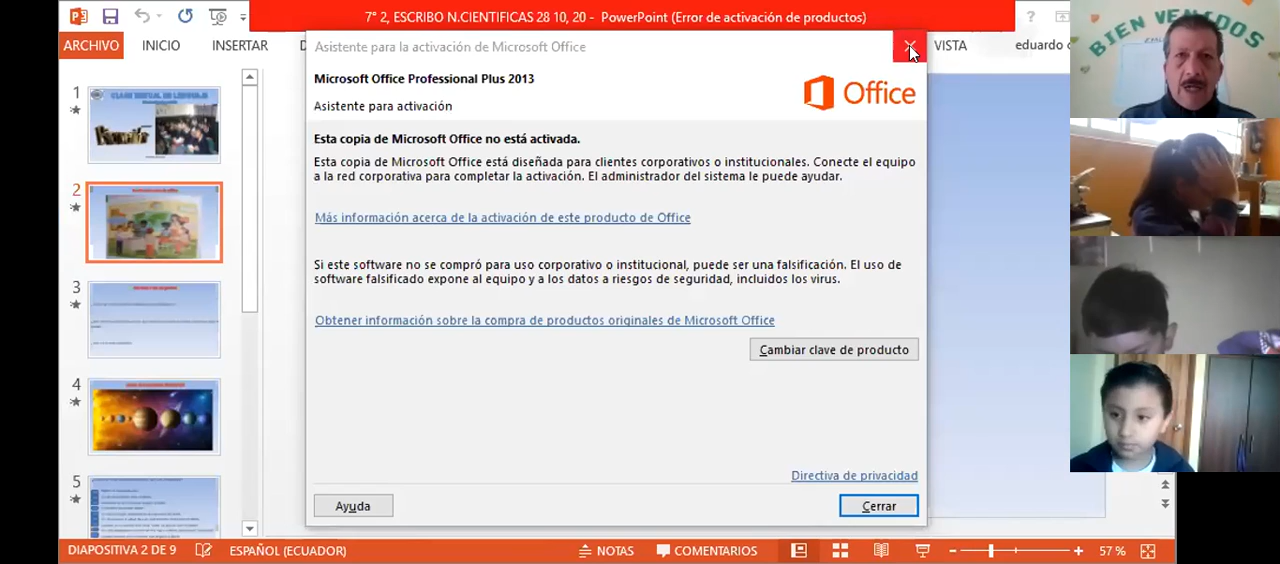 7° 2, ESCRIBO N.CIENTIFICAS 28 10, 20 - PowerPoint (Error de activación de productos)
?
ARCHIVO INICIO INSERTAR VISTA eduardo
BIEN VENIDOS
Asistente para la activación de Microsoft Office
Microsoft Office Professional Plus 2013
Office
Asistente para activación
Esta copia de Microsoft Office no está activada.
Esta copia de Microsoft Office está diseñada para clientes corporativos o institucionales. Conecte el equipo
a la red corporativa para completar la activación. El administrador del sistema le puede ayudar.
Más información acerca de la activación de este producto de Office
Si este software no se compró para uso corporativo o institucional, puede ser una falsificación. El uso de
software falsificado expone al equipo y a los datos a riesgos de seguridad, incluidos los virus.
Obtener información sobre la compra de productos originales de Microsoft Office
Cambiar clave de producto
Directiva de privacidad
Ayuda
Cerrar
1
2
3
4
5
DIAPOSITIVA 2 DE 9 ESPAÑOL (ECUADOR) NOTAS COMENTARIOS 57 %